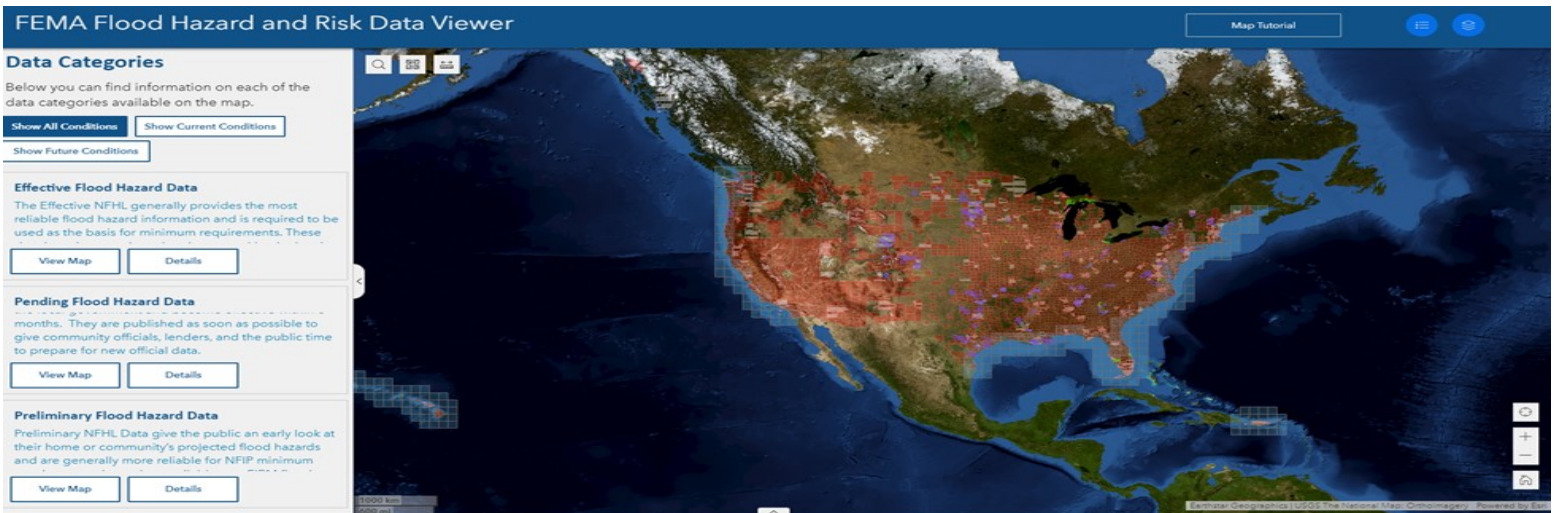 FEMA Flood Hazard and Risk Data Viewer
Map Tutorial
Data Categories
Below you can find information on each of the
data categories available on the map.
Show All Conditions
Show Current Conditions
Show Future Conditions
Effective Flood Hazard Data
The Effective NFHL generally provides the most
reliable flood hazard information and is required to be
used as the basis for minimum requirements. These
View Map
Details
Pending Flood Hazard Data
months. They are published as soon as possible to
give community officials, lenders, and the public time
to prepare for new official data.
View Map
Details
Preliminary Flood Hazard Data
Preliminary NFHL Data give the public an early look at
their home or community's projected flood hazards
and are generally more reliable for NFIP minimum
View Map
Details
1000 km
Earthstar Geographics | USGS The National Map: Orthoimagery Powered by Esri